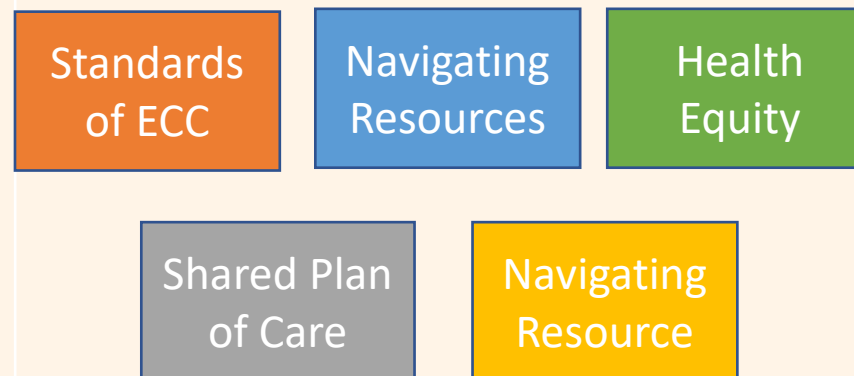 Standards
of ECC
Navigating
Resources
Health
Equity
Shared Plan
of Care
Navigating
Resource